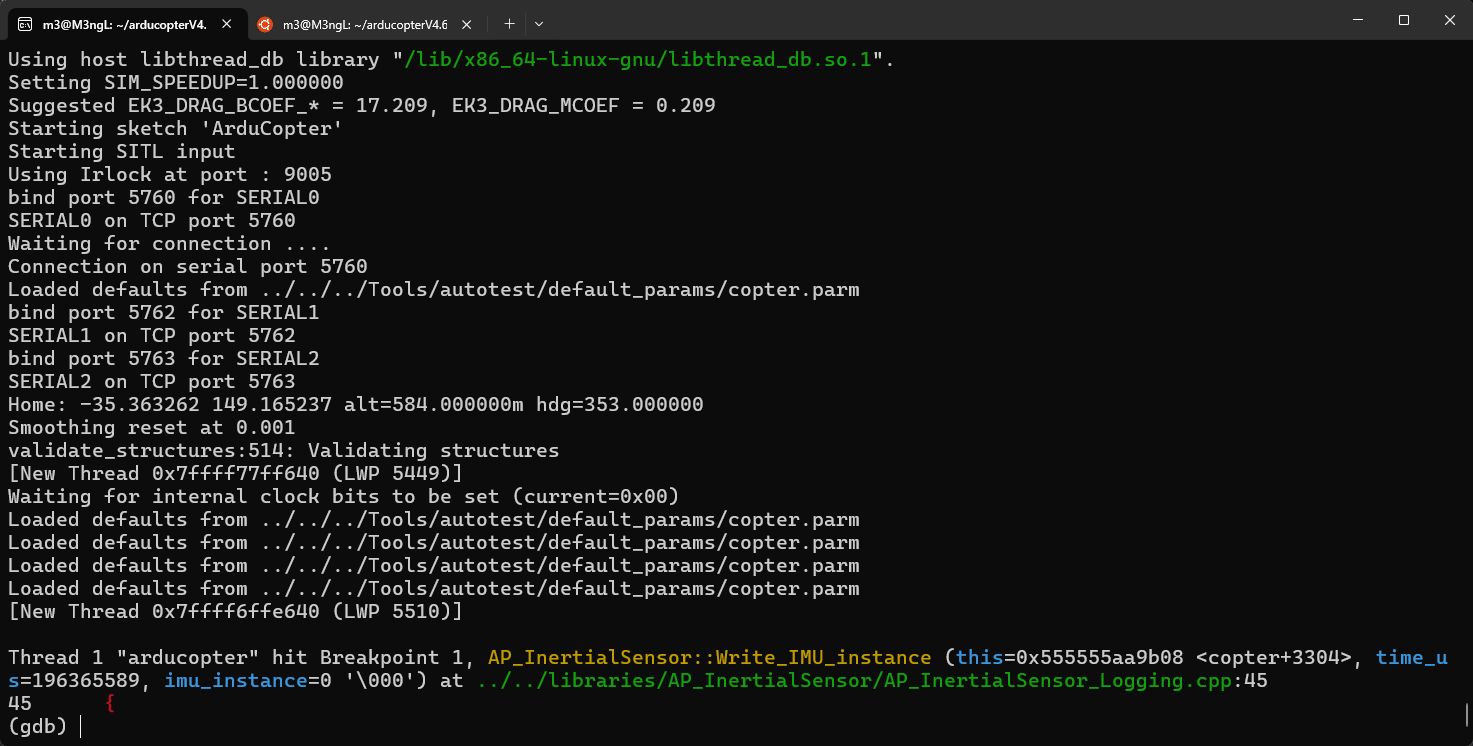 m3@M3ngL: ~/arducopterV4.
m3@M3ngL: ~/arducopterV4.6
Using host libthread_db library "/lib/x86_64-linux-gnu/libthread_db.so.1".
Setting SIM_SPEEDUP=1.000000
Suggested EK3_DRAG_BCOEF_* = 17.209, EK3_DRAG_MCOEF = 0.209
Starting sketch 'ArduCopter'
Starting SITL input
Using Irlock at port : 9005
bind port 5760 for SERIAL0
SERIAL0 on TCP port 5760
Waiting for connection ....
Connection on serial port 5760
Loaded defaults from ../../../Tools/autotest/default_params/copter.parm
bind port 5762 for SERIAL1
SERIAL1 on TCP port 5762
bind port 5763 for SERIAL2
SERIAL2 on TCP port 5763
Home: -35.363262 149.165237 alt=584.000000m hdg=353.000000
Smoothing reset at 0.001
validate_structures:514: Validating structures
[New Thread 0x7ffff77ff640 (LWP 5449)]
Waiting for internal clock bits to be set (current=0x00)
Loaded defaults from ../../../Tools/autotest/default_params/copter.parm
Loaded defaults from ../../../Tools/autotest/default_params/copter.parm
Loaded defaults from ../../../Tools/autotest/default_params/copter.parm
Loaded defaults from ../../../Tools/autotest/default_params/copter.parm
[New Thread 0x7ffff6ffe640 (LWP 5510)]
Thread 1 "arducopter" hit Breakpoint 1, AP_InertialSensor::Write_IMU_instance (this=0x555555aa9b08 <copter+3304>, time_u
s=196365589, imu_instance=0 '\000') at ../../libraries/AP_InertialSensor/AP_InertialSensor_Logging.cpp:45
45      {
(gdb)